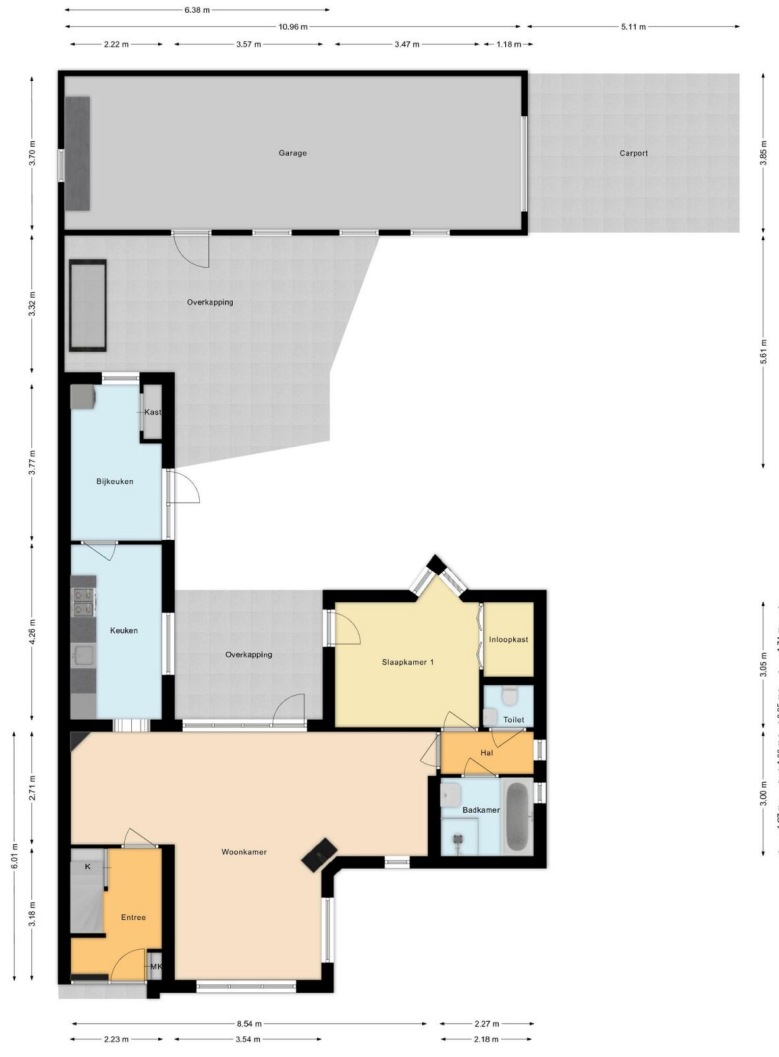 6.38 m
10.96 m
5.11 m
2.22 m
3.57 m
3.47 m
1.18 m
3.70 m
Garage
Carport
3.85 m
3.32 m
Overkapping
5.61 m
Kast
3.77 m
Bijkeuken
4.26 m
Keuken
Overkapping
Slaapkamer 1
Inloopkast
3.05 m
Toilet
Hal
6.01 m
2.71 m
Badkamer
3.00 m
Woonkamer
K
3.18 m
Entree
MK
8.54 m
2.27 m
2.23 m
3.54 m
2.18 m